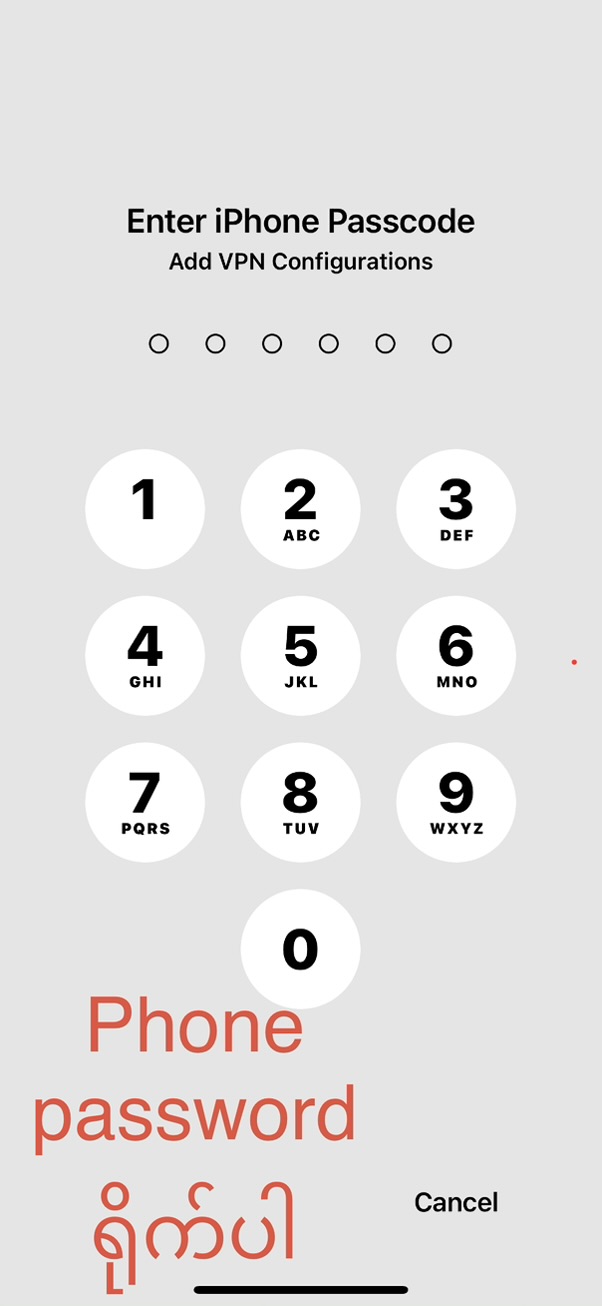 Enter iPhone Passcode
Add VPN Configurations
1 2 3
ABC DEF
4 5 6
GHI JKL MNO
7 8 9
PQRS TUV WXYZ
0
Phone
password
ရိုက်ပါ
Cancel